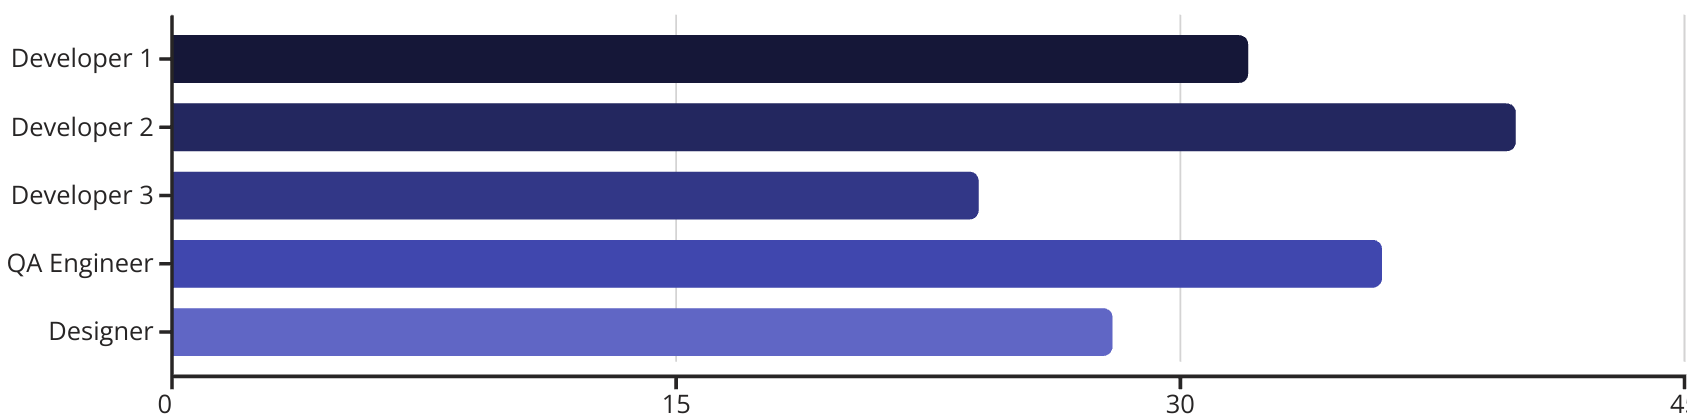 Developer 1
Developer 2
Developer 3
QA Engineer
Designer
0 15 30